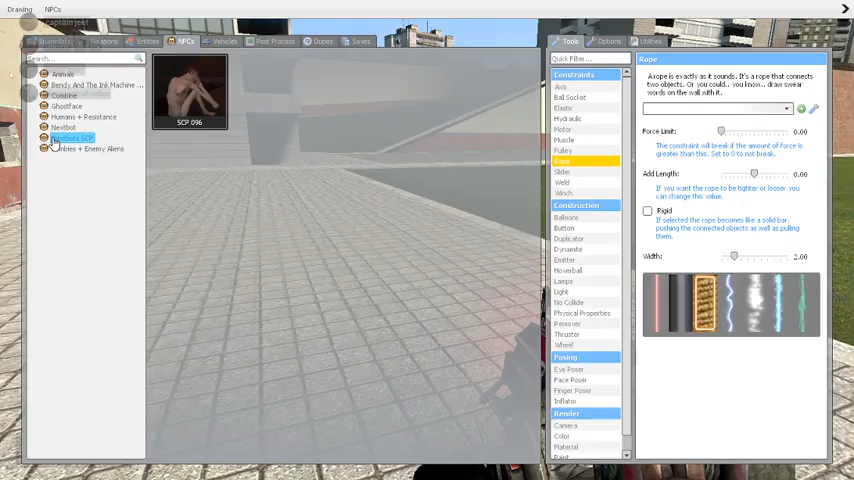 Drawing NPCs
captain jeet
Spawnlists Weapons Entities NPCs Vehicles Post Process Dupes Saves
Search...
Animals
Bendy And The Ink Machine ...
Combine
Ghostface
Humans + Resistance
Nextbot
Nextbots SCP
Zombies + Enemy Aliens
SCP 096
Tools Options Utilities
Quick Filter...
Constraints
Axis
Ball Socket
Elastic
Hydraulic
Motor
Muscle
Pulley
Rope
Slider
Weld
Winch
Construction
Balloons
Button
Duplicator
Dynamite
Emitter
Hoverball
Lamps
Light
No Collide
Physical Properties
Remover
Thruster
Wheel
Posing
Eye Poser
Face Poser
Finger Poser
Inflator
Render
Camera
Color
Material
Paint
Rope
A rope is exactly as it sounds. It's a rope that connects
two objects. Or you could.. you know.. draw swear
words on the wall with it.
Force Limit: 0.00
The constraint will break if the amount of force is
greater than this. Set to 0 to not break.
Add Length: 0.00
If you want the rope to be tighter or looser you
can change this value.
Rigid
If selected the rope becomes like a solid bar,
pushing the connected objects as well as pulling
them.
Width: 2.00